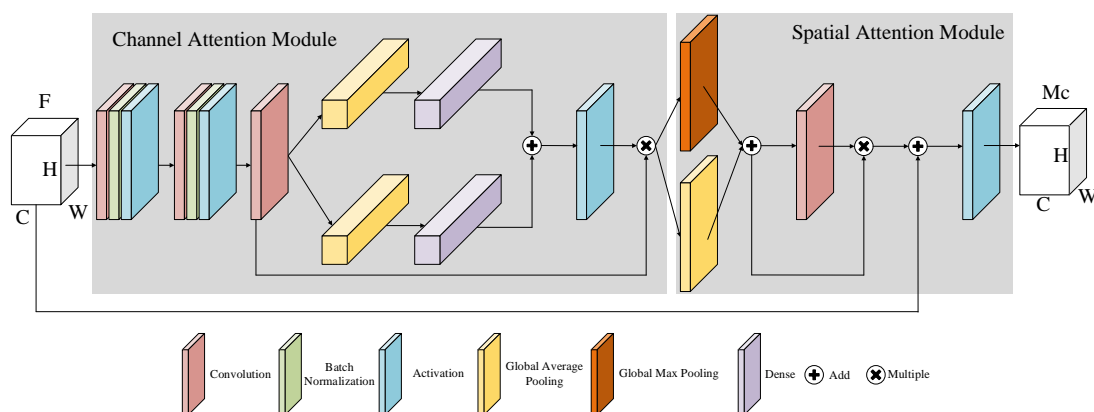 Channel Attention Module
Spatial Attention Module
F
H
C
W
Mc
H
C
W
Convolution
Batch
Normalization
Activation
Global Average
Pooling
Global Max Pooling
Dense
Add
Multiple